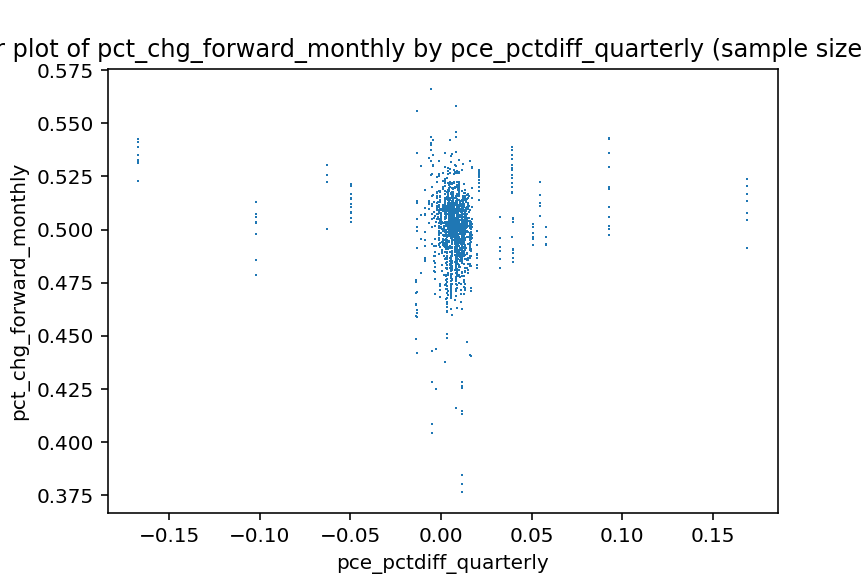 r plot of pct_chg_forward_monthly by pce_pctdiff_quarterly (sample size
0.575
0.550
0.525
0.500
0.475
0.450
0.425
0.400
0.375
pct_chg_forward_monthly
−0.15 −0.10 −0.05 0.00 0.05 0.10 0.15
pce_pctdiff_quarterly